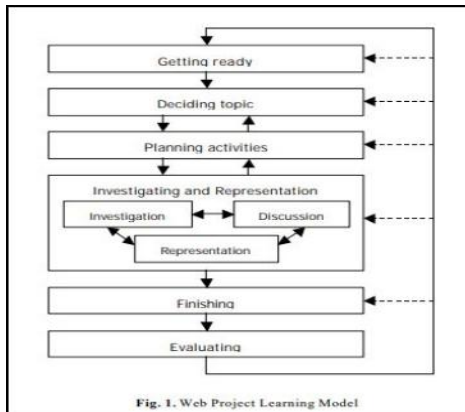 Getting ready
Deciding topic
Planning activities
Investigating and Representation
Investigation
Discussion
Representation
Finishing
Evaluating
Fig. 1. Web Project Learning Model